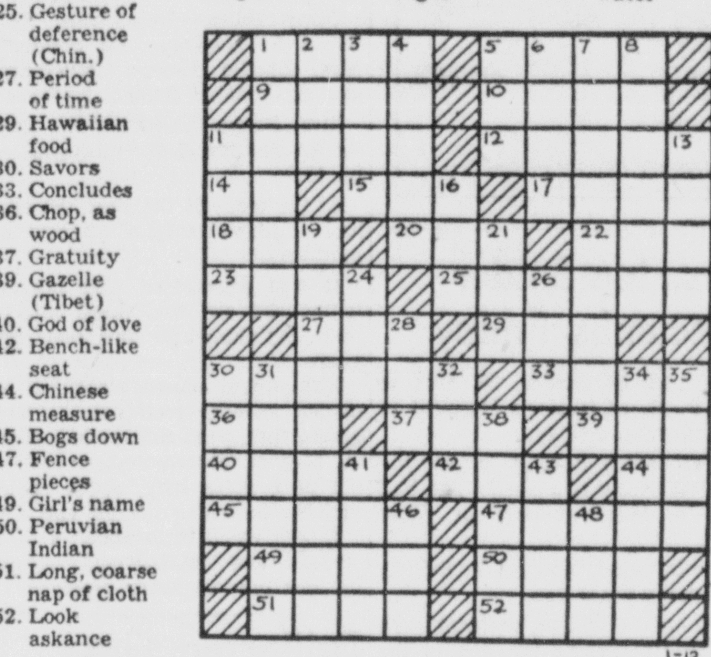 25. Gesture of
deference
(Chin.)
27. Period
of time
29. Hawaiian
food
30. Savors
33. Concludes
36. Chop, as
wood
37. Gratuity
39. Gazelle
(Tibet)
40. God of love
42. Bench-like
seat
44. Chinese
measure
45. Bogs down
47. Fence
pieces
49. Girl's name
50. Peruvian
Indian
51. Long, coarse
nap of cloth
52. Look
askance
1 2 3 4 5 6 7 8
9 10
11 12 13
14 15 16 17
18 19 20 21 22
23 24 25 26
27 28 29
30 31 32 33 34 35
36 37 38 39
40 41 42 43 44
45 46 47 48
49 50
51 52